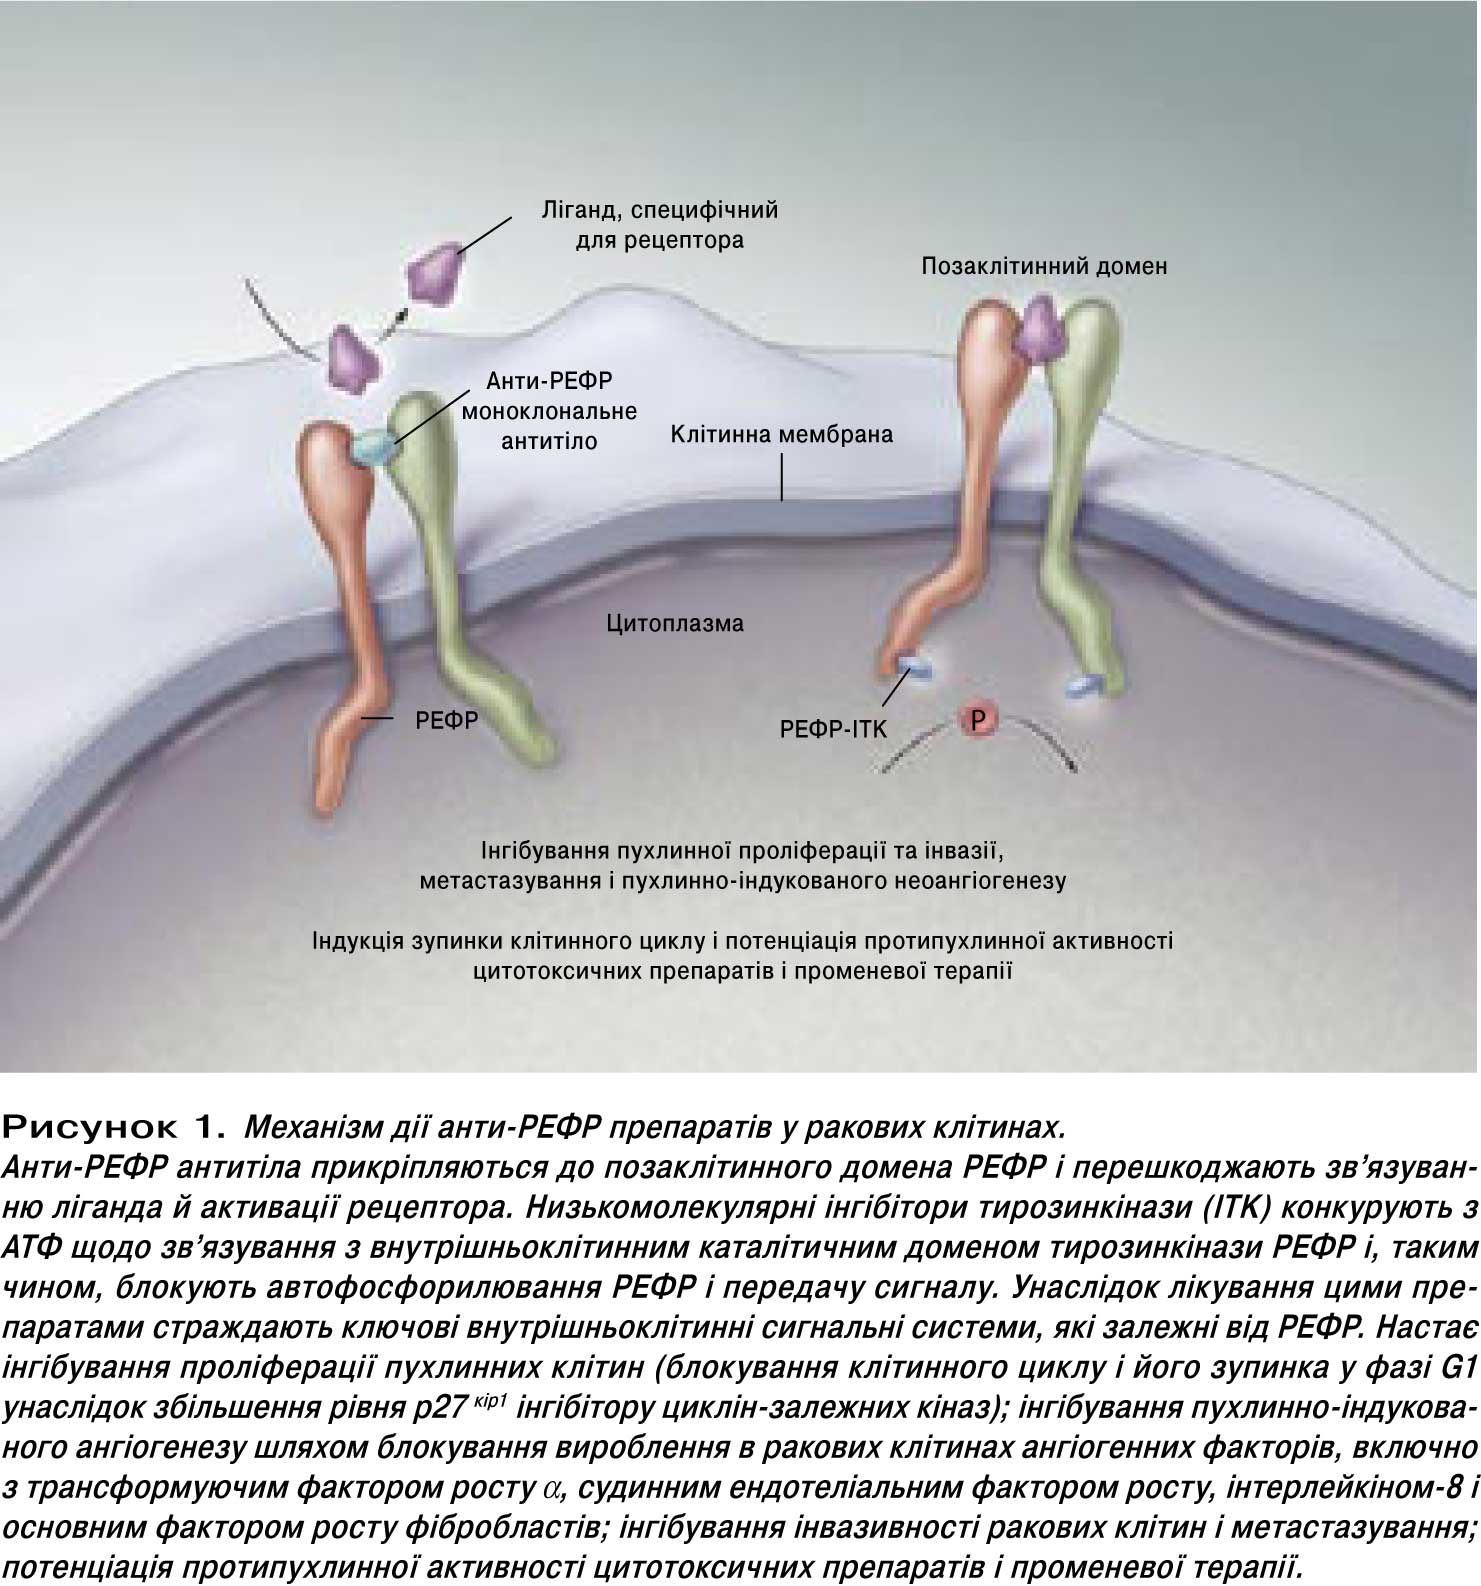 Ліганд, специфічний
для рецептора
Позаклітинний домен
Анти-РЕФР
моноклональне
антитіло
Клітинна мембрана
Цитоплазма
РЕФР
РЕФР-ІТК
Р
Інгібування пухлинної проліферації та інвазії,
метастазування і пухлинно-індукованого неоангіогенезу
Індукція зупинки клітинного циклу і потенціація протипухлинної активності
цитотоксичних препаратів і променевої терапії
Рисунок 1. Механізм дії анти-РЕФР препаратів у ракових клітинах.
Анти-РЕФР антитіла прикріпляються до позаклітинного домена РЕФР і перешкоджають зв’язуван-
ню ліганда й активації рецептора. Низькомолекулярні інгібітори тирозинкінази (ІТК) конкурують з
АТФ щодо зв’язування з внутрішньоклітинним каталітичним доменом тирозинкінази РЕФР і, таким
чином, блокують автофосфорилювання РЕФР і передачу сигналу. Унаслідок лікування цими пре-
паратами страждають ключові внутрішньоклітинні сигнальні системи, які залежні від РЕФР. Настає
інгібування проліферації пухлинних клітин (блокування клітинного циклу і його зупинка у фазі G1
унаслідок збільшення рівня р27 кір1 інгібітору циклін-залежних кіназ); інгібування пухлинно-індукова-
ного ангіогенезу шляхом блокування вироблення в ракових клітинах ангіогенних факторів, включно
з трансформуючим фактором росту α, судинним ендотеліальним фактором росту, інтерлейкіном-8 і
основним фактором росту фібробластів; інгібування інвазивності ракових клітин і метастазування;
потенціація протипухлинної активності цитотоксичних препаратів і променевої терапії.